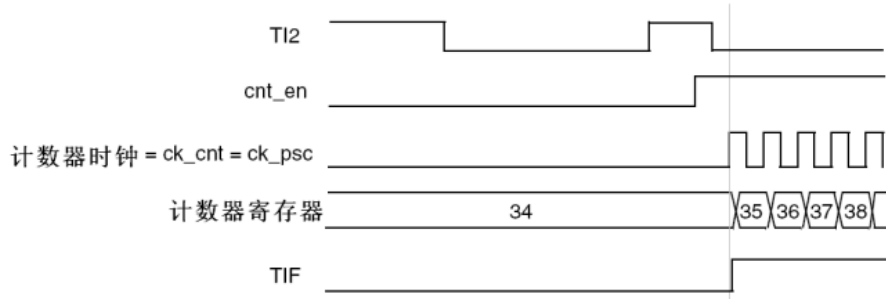 TI2
cnt_en
计数器时钟 = ck_cnt = ck_psc
计数器寄存器 34 35 36 37 38
TIF